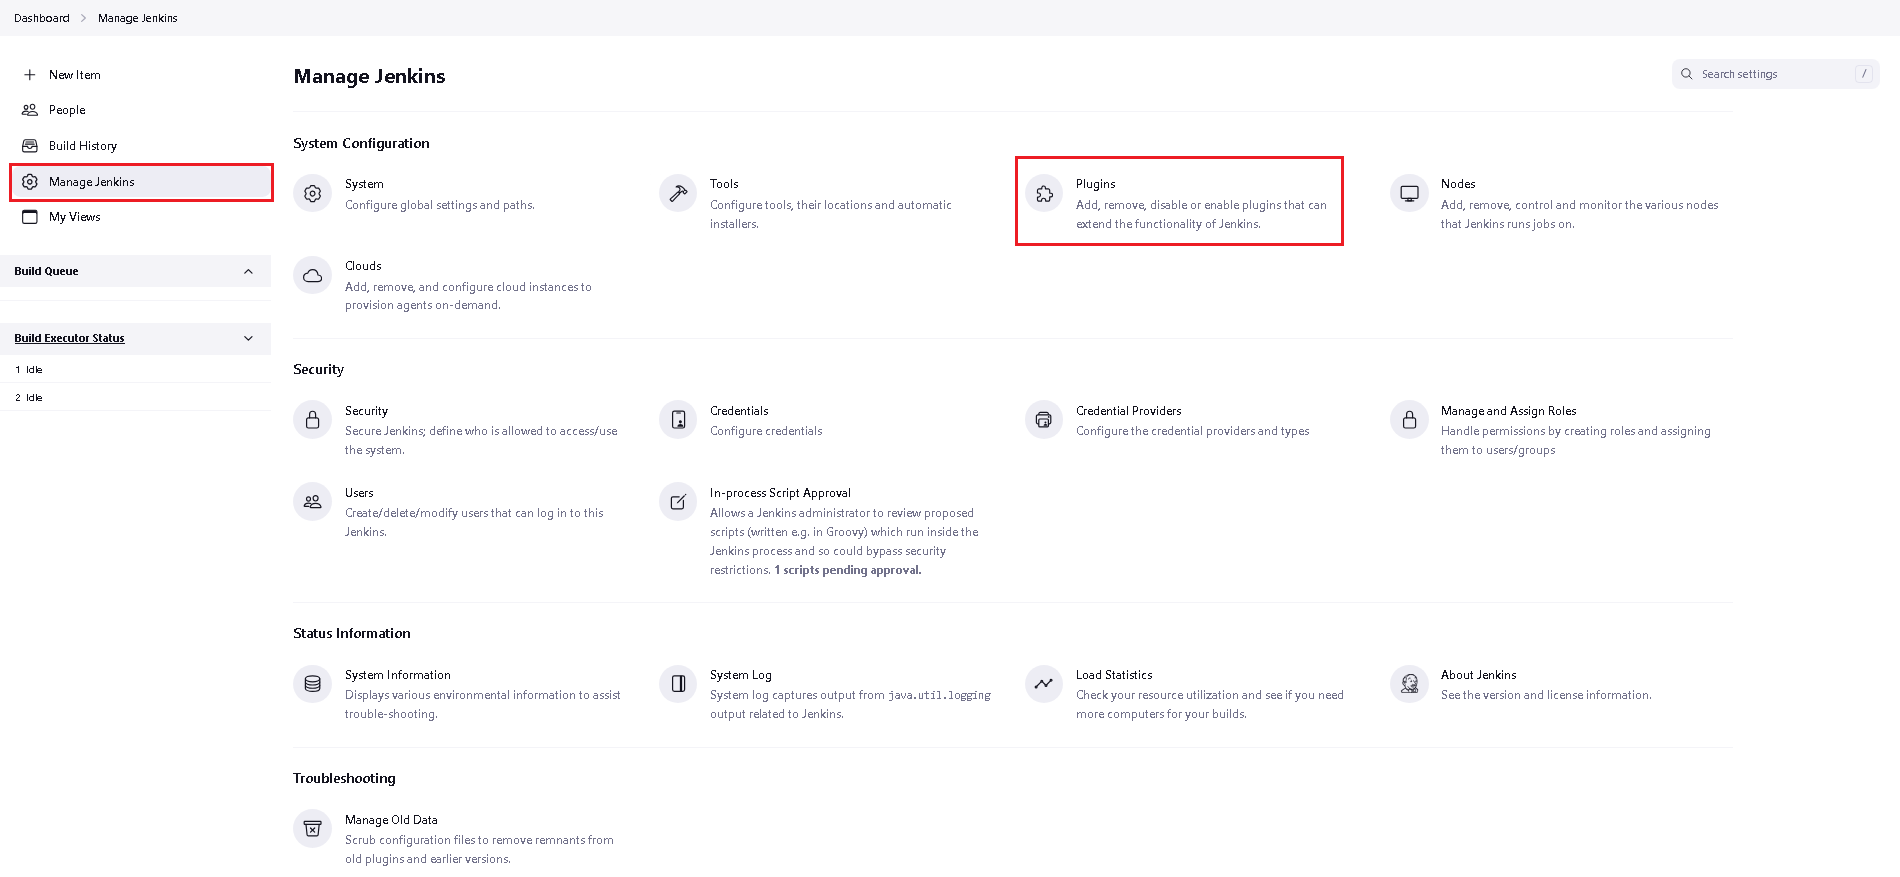 Dashboard > Manage Jenkins
New Item
People
Build History
Manage Jenkins
My Views
Build Queue
Build Executor Status
1 Idle
2 Idle
Manage Jenkins
Search settings /
System Configuration
System
Configure global settings and paths.
Tools
Configure tools, their locations and automatic
installers.
Plugins
Add, remove, disable or enable plugins that can
extend the functionality of Jenkins.
Nodes
Add, remove, control and monitor the various nodes
that Jenkins runs jobs on.
Clouds
Add, remove, and configure cloud instances to
provision agents on-demand.
Security
Security
Secure Jenkins; define who is allowed to access/use
the system.
Credentials
Configure credentials
Credential Providers
Configure the credential providers and types
Manage and Assign Roles
Handle permissions by creating roles and assigning
them to users/groups
Users
Create/delete/modify users that can log in to this
Jenkins.
In-process Script Approval
Allows a Jenkins administrator to review proposed
scripts (written e.g. in Groovy) which run inside the
Jenkins process and so could bypass security
restrictions. 1 scripts pending approval.
Status Information
System Information
Displays various environmental information to assist
trouble-shooting.
System Log
System log captures output from java.util.logging
output related to Jenkins.
Load Statistics
Check your resource utilization and see if you need
more computers for your builds.
About Jenkins
See the version and license information.
Troubleshooting
Manage Old Data
Scrub configuration files to remove remnants from
old plugins and earlier versions.